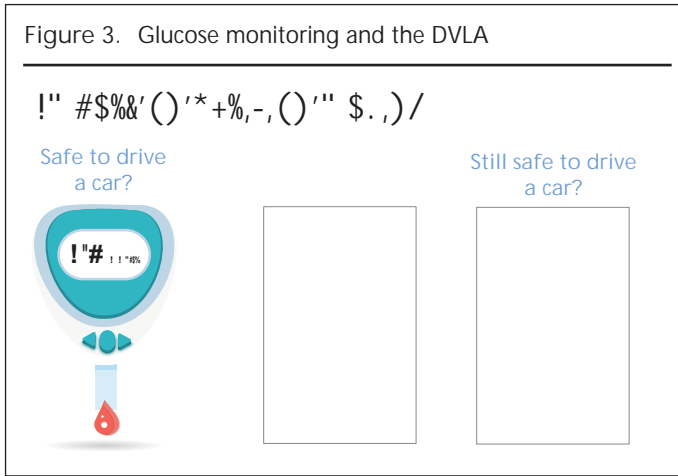 Figure 3. Glucose monitoring and the DVLA
!" #$%&'()'*+%,-,()'" $.,)/
Safe to drive
a car?
Still safe to drive
a car?
!"# ! ! "#$%